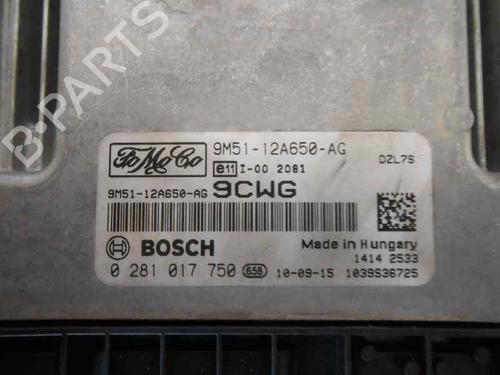 FoMoCo
9M51-12A650-AG
DZL7S
e11 I-00 2081
9M51-12A650-AG 9CWG
BOSCH
Made in Hungary
1414 2533
0 281 017 750 658 10-09-15 1039S36725
B-PARTS